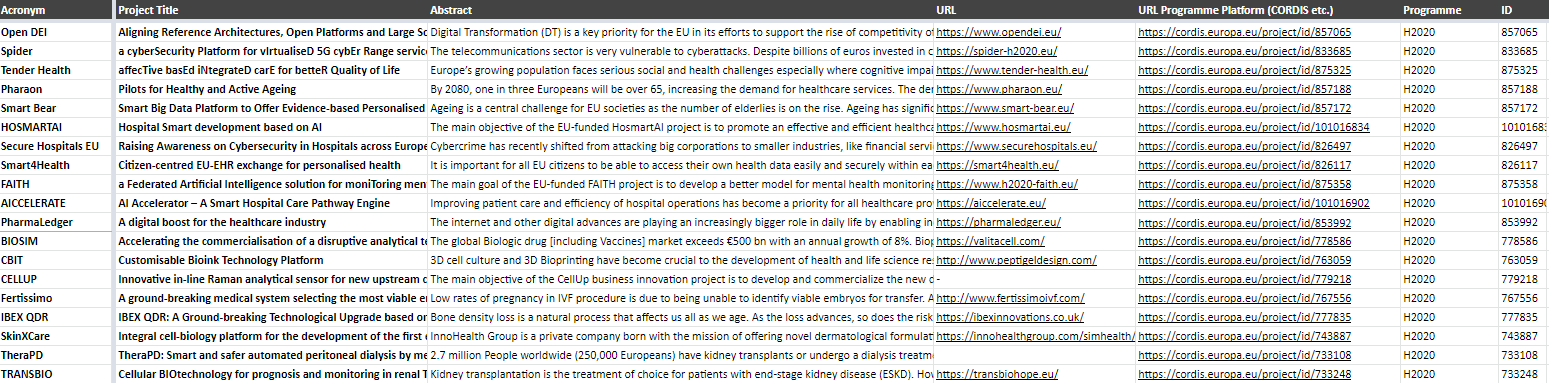 Acronym Project Title Abstract URL URL Programme Platform (CORDIS etc.) Programme ID
Open DEI Aligning Reference Architectures, Open Platforms and Large Sc Digital Transformation (DT) is a key priority for the EU in its efforts to support the rise of competitivity of https://www.opendei.eu/ https://cordis.europa.eu/project/id/857065 H2020 857065
Spider a cyberSecurity Platform for vIrtualiseD 5G cybEr Range servic The telecommunications sector is very vulnerable to cyberattacks. Despite billions of euros invested in c https://spider-h2020.eu/ https://cordis.europa.eu/project/id/833685 H2020 833685
Tender Health affecTive basEd iNtegrateD carE for betteR Quality of Life Europe's growing population faces serious social and health challenges especially where cognitive impai https://www.tender-health.eu/ https://cordis.europa.eu/project/id/875325 H2020 875325
Pharaon Pilots for Healthy and Active Ageing By 2080, one in three Europeans will be over 65, increasing the demand for healthcare services. The der https://www.pharaon.eu/ https://cordis.europa.eu/project/id/857188 H2020 857188
Smart Bear Smart Big Data Platform to Offer Evidence-based Personalised Ageing is a central challenge for EU societies as the number of elderlies is on the rise. Ageing has signific https://www.smart-bear.eu/ https://cordis.europa.eu/project/id/857172 H2020 857172
HOSMARTAI Hospital Smart development based on AI The main objective of the EU-funded HosmartAI project is to promote an effective and efficient healthca https://www.hosmartai.eu/ https://cordis.europa.eu/project/id/101016834 H2020 10101683
Secure Hospitals EU Raising Awareness on Cybersecurity in Hospitals across Europe Cybercrime has recently shifted from attacking big corporations to smaller industries, like financial servi https://www.securehospitals.eu/ https://cordis.europa.eu/project/id/826497 H2020 826497
Smart4Health Citizen-centred EU-EHR exchange for personalised health It is important for all EU citizens to be able to access their own health data easily and securely within ea https://smart4health.eu/ https://cordis.europa.eu/project/id/826117 H2020 826117
FAITH a Federated Artificial Intelligence solution for moniToring men The main goal of the EU-funded FAITH project is to develop a better model for mental health monitoring https://www.h2020-faith.eu/ https://cordis.europa.eu/project/id/875358 H2020 875358
AICCELERATE AI Accelerator – A Smart Hospital Care Pathway Engine Improving patient care and efficiency of hospital operations has become a priority for all healthcare pro https://aiccelerate.eu/ https://cordis.europa.eu/project/id/101016902 H2020 10101690
PharmaLedger A digital boost for the healthcare industry The internet and other digital advances are playing an increasingly bigger role in daily life by enabling in https://pharmaledger.eu/ https://cordis.europa.eu/project/id/853992 H2020 853992
BIOSIM Accelerating the commercialisation of a disruptive analytical te The global Biologic drug [including Vaccines] market exceeds €500 bn with an annual growth of 8%. Biop https://valitacell.com/ https://cordis.europa.eu/project/id/778586 H2020 778586
CBIT Customisable Bioink Technology Platform 3D cell culture and 3D Bioprinting have become crucial to the development of health and life science re http://www.peptigeldesign.com/ https://cordis.europa.eu/project/id/763059 H2020 763059
CELLUP Innovative in-line Raman analytical sensor for new upstream c The main objective of the CellUp business innovation project is to develop and commercialize the new c - https://cordis.europa.eu/project/id/779218 H2020 779218
Fertissimo A ground-breaking medical system selecting the most viable e Low rates of pregnancy in IVF procedure is due to being unable to identify viable embryos for transfer. A http://www.fertissimoivf.com/ https://cordis.europa.eu/project/id/767556 H2020 767556
IBEX QDR IBEX QDR: A Ground-breaking Technological Upgrade based or Bone density loss is a natural process that affects us all as we age. As the loss advances, so does the risk https://ibexinnovations.co.uk/ https://cordis.europa.eu/project/id/777835 H2020 777835
SkinXCare Integral cell-biology platform for the development of the first InnoHealth Group is a private company born with the mission of offering novel dermatological formulat https://innohealthgroup.com/simhealth/ https://cordis.europa.eu/project/id/743887 H2020 743887
TheraPD TheraPD: Smart and safer automated peritoneal dialysis by me 2.7 million People worldwide (250,000 Europeans) have kidney transplants or undergo a dialysis treatm https://cordis.europa.eu/project/id/733108 H2020 733108
TRANSBIO Cellular BIOtechnology for prognosis and monitoring in renal T Kidney transplantation is the treatment of choice for patients with end-stage kidney disease (ESKD). Hov https://transbiohope.eu/ https://cordis.europa.eu/project/id/733248 H2020 733248